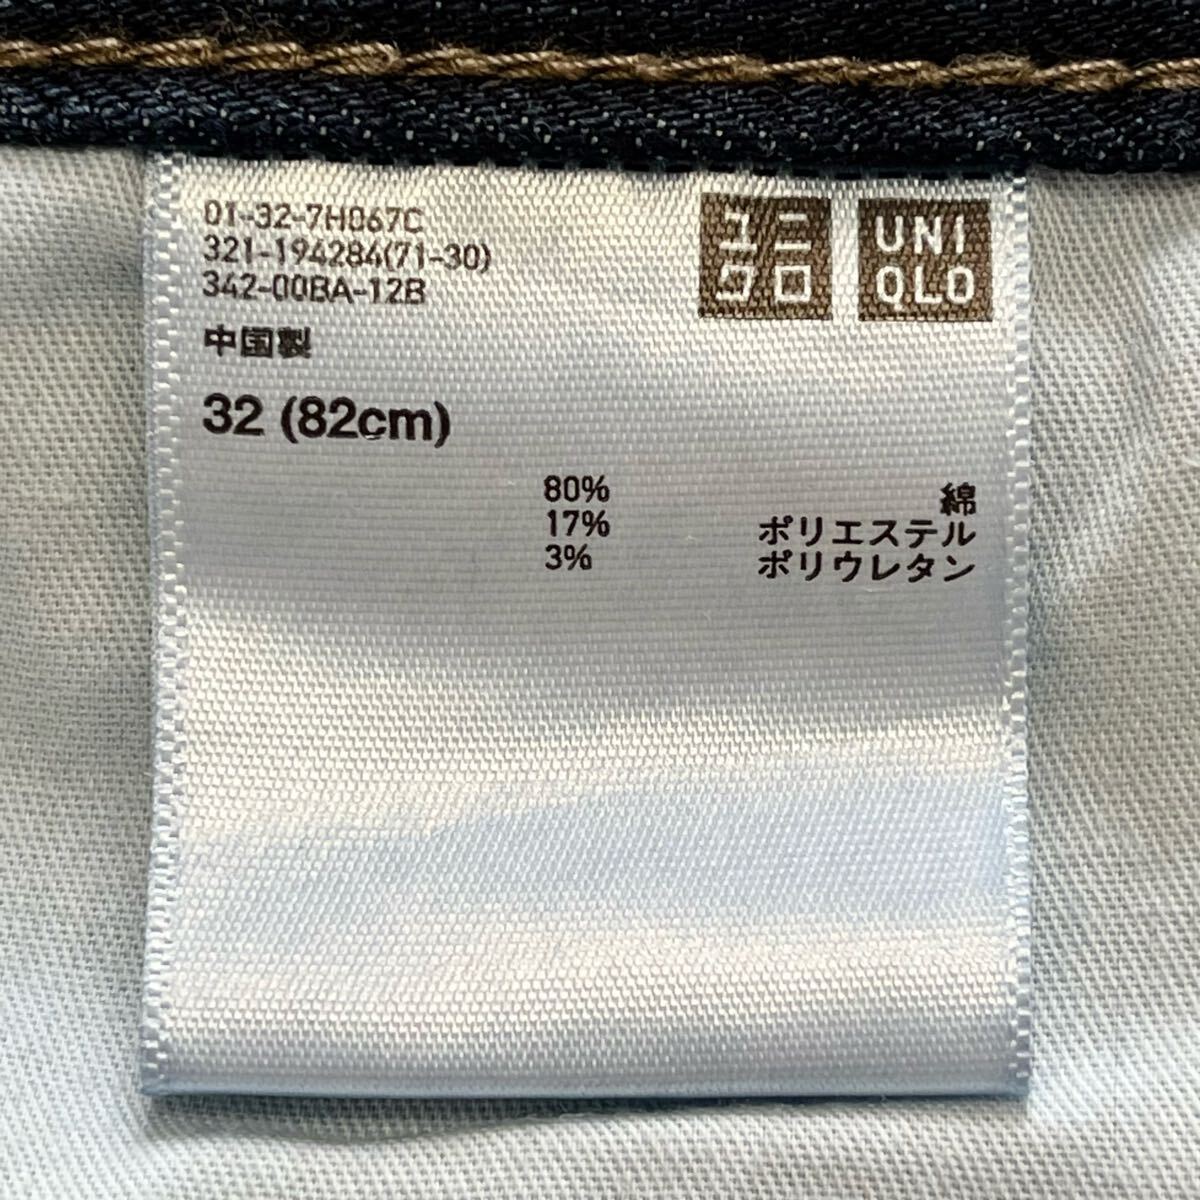 01-32-7H067C
321-194284(71-30)
342-00BA-12B
中国製
32 (82cm)
ユニ
クロ
UNI
QLO
80% 綿
17% ポリエステル
3% ポリウレタン